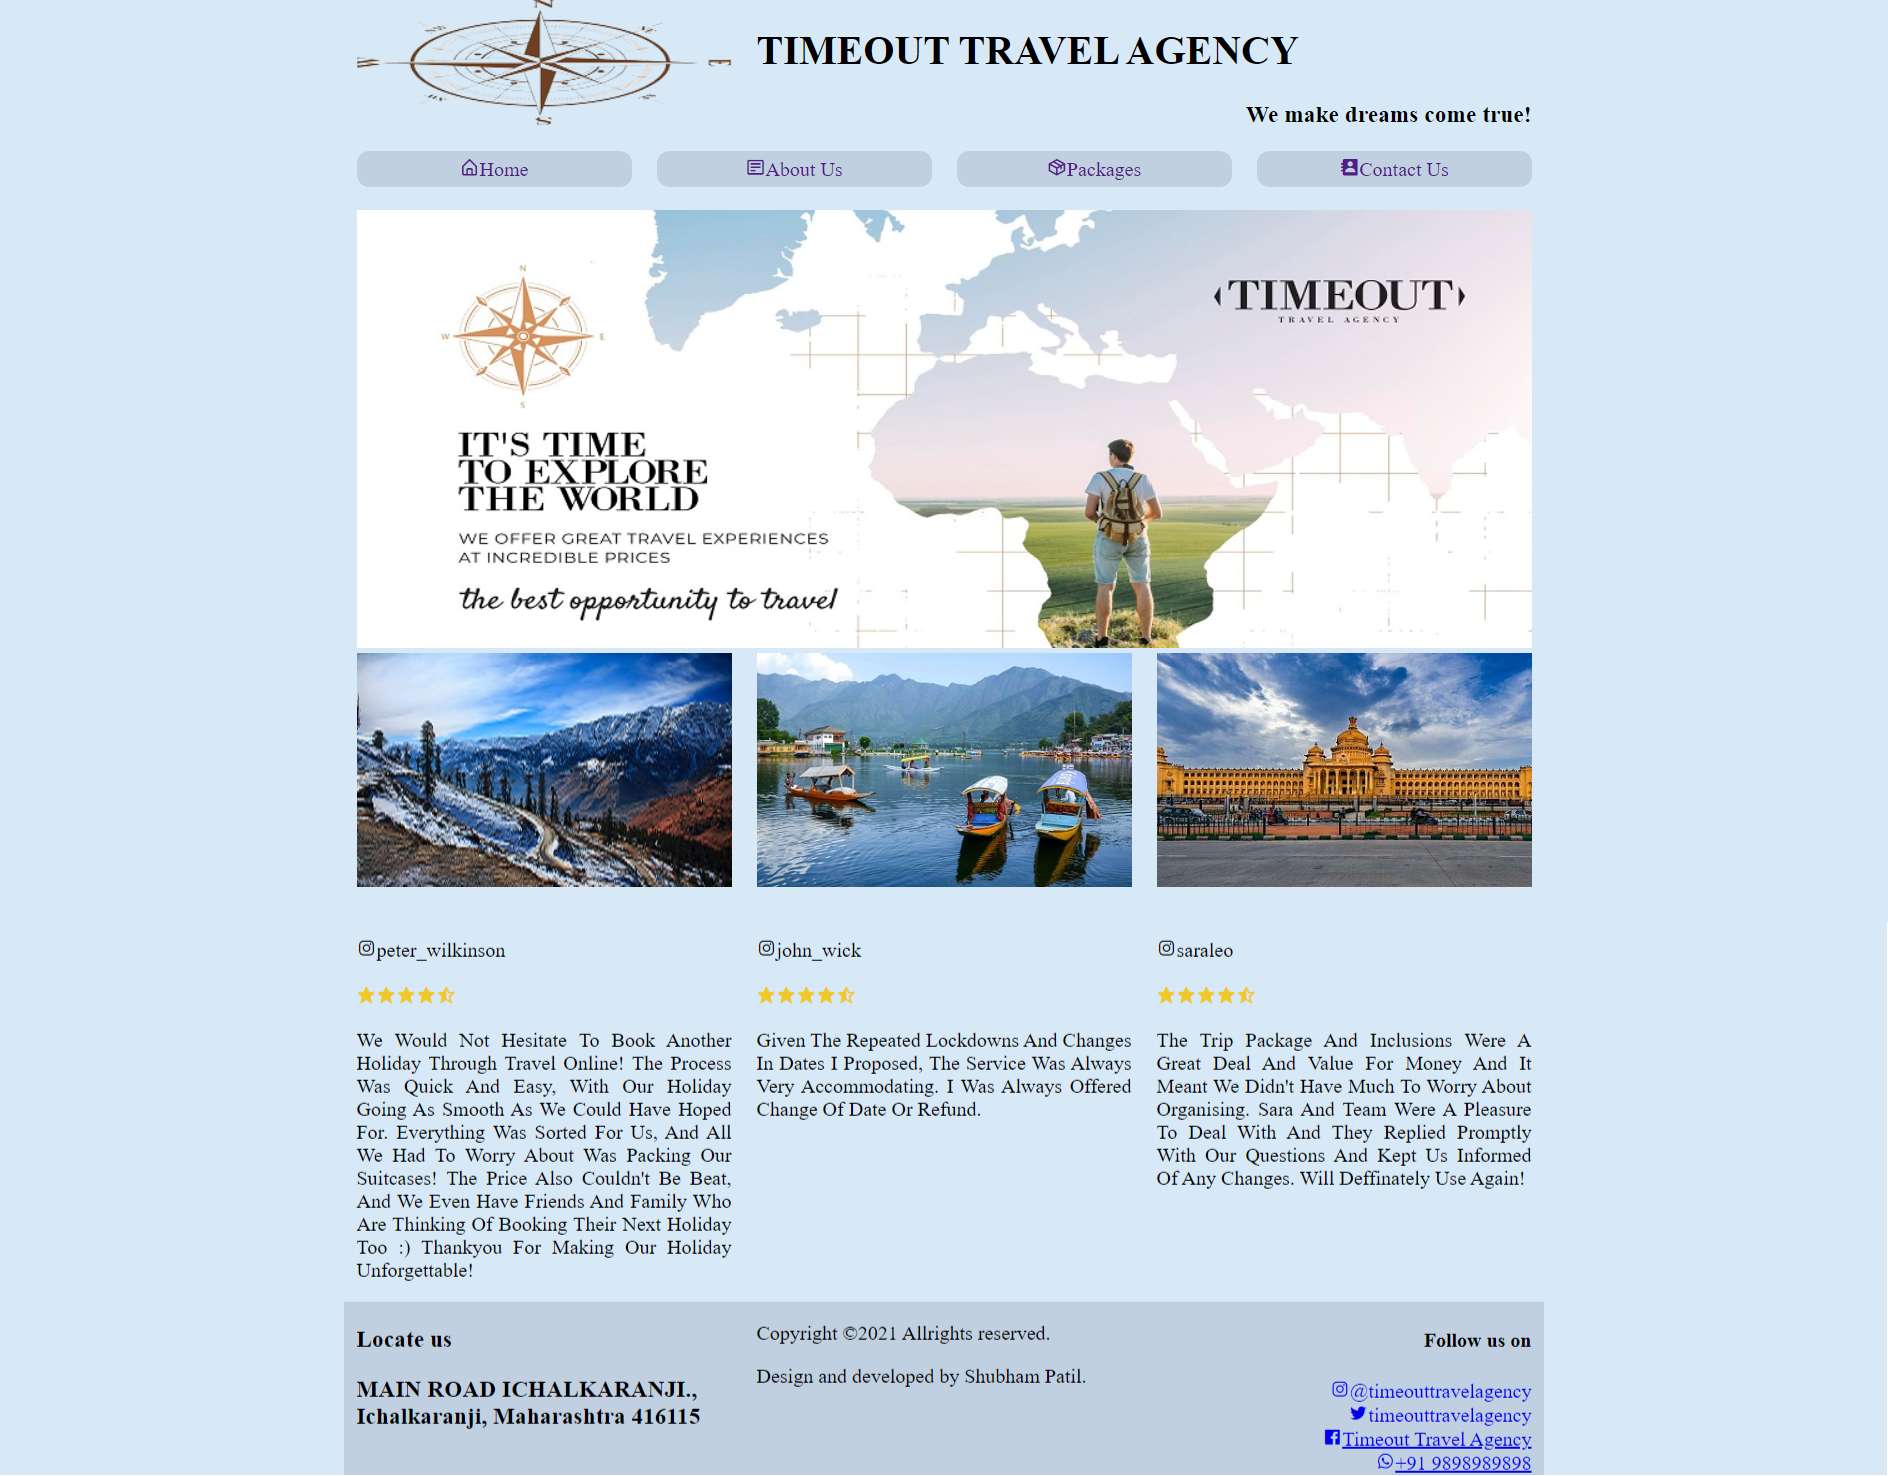 TIMEOUT TRAVEL AGENCY
We make dreams come true!
Home
About Us
Packages
Contact Us
N
W
E
S
TIMEOUT
TRAVEL AGENCY
IT'S TIME
TO EXPLORE
THE WORLD
WE OFFER GREAT TRAVEL EXPERIENCES
AT INCREDIBLE PRICES
the best opportunity to travel
peter_wilkinson
We Would Not Hesitate To Book Another
Holiday Through Travel Online! The Process
Was Quick And Easy, With Our Holiday
Going As Smooth As We Could Have Hoped
For. Everything Was Sorted For Us, And All
We Had To Worry About Was Packing Our
Suitcases! The Price Also Couldn't Be Beat,
And We Even Have Friends And Family Who
Are Thinking Of Booking Their Next Holiday
Too :) Thankyou For Making Our Holiday
Unforgettable!
john_wick
Given The Repeated Lockdowns And Changes
In Dates I Proposed, The Service Was Always
Very Accommodating. I Was Always Offered
Change Of Date Or Refund.
saraleo
The Trip Package And Inclusions Were A
Great Deal And Value For Money And It
Meant We Didn't Have Much To Worry About
Organising. Sara And Team Were A Pleasure
To Deal With And They Replied Promptly
With Our Questions And Kept Us Informed
Of Any Changes. Will Deffinately Use Again!
Locate us
MAIN ROAD ICHALKARANJI.,
Ichalkaranji, Maharashtra 416115
Copyright ©2021 Allrights reserved.
Design and developed by Shubham Patil.
Follow us on
@timeouttravelagency
timeouttravelagency
Timeout Travel Agency
+91 9898989898